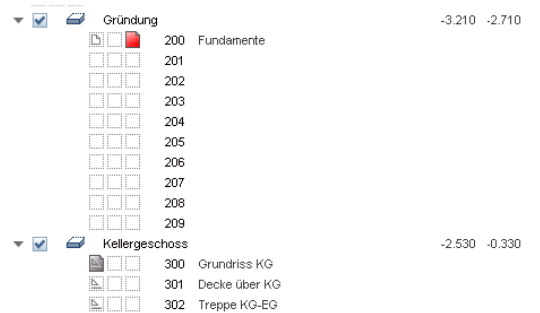 Gründung -3.210 -2.710
200 Fundamente
201
202
203
204
205
206
207
208
209
Kellergeschoss -2.530 -0.330
300 Grundriss KG
301 Decke über KG
302 Treppe KG-EG